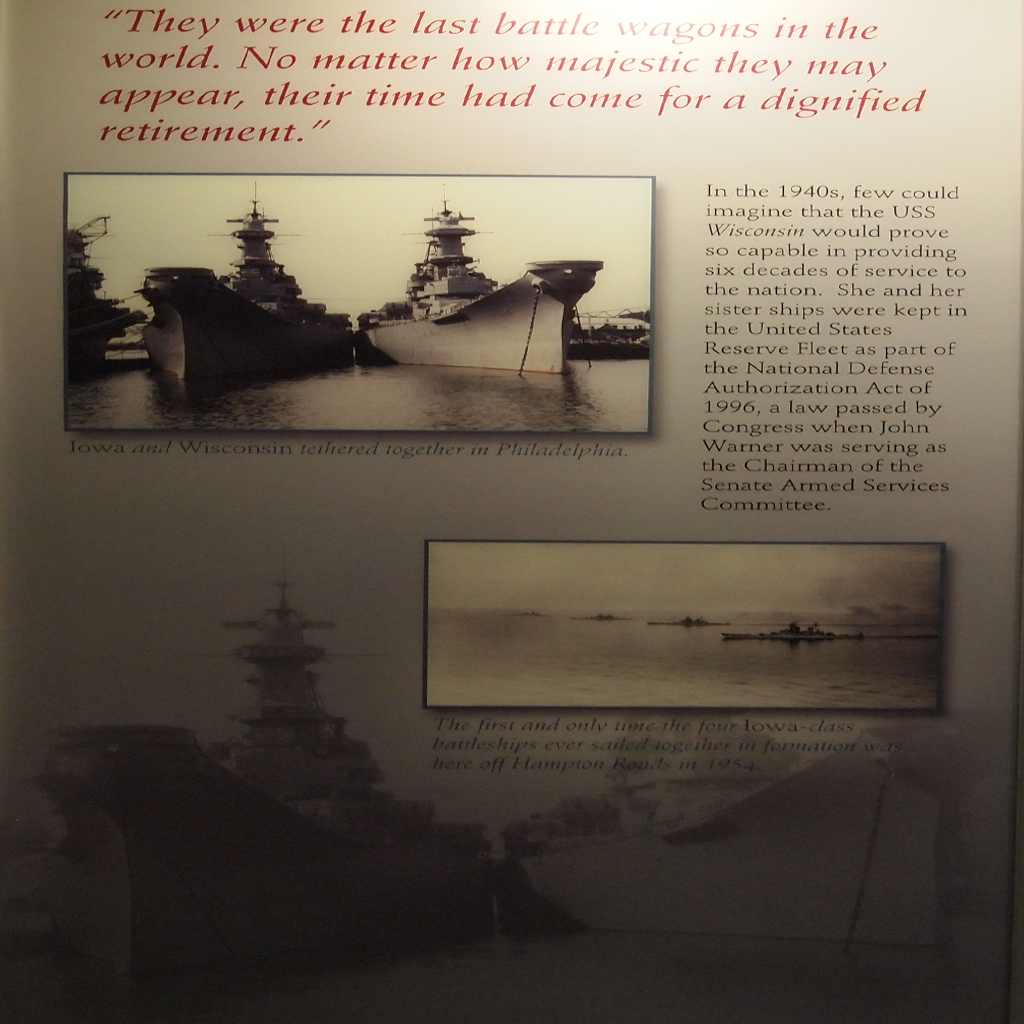 “They were the last battle wagons in the
world. No matter how majestic they may
appear, their time had come for a dignified
retirement.”
In the 1940s, few could
imagine that the USS
Wisconsin would prove
so capable in providing
six decades of service to
the nation. She and her
sister ships were kept in
the United States
Reserve Fleet as part of
the National Defense
Authorization Act of
1996, a law passed by
Congress when John
Warner was serving as
the Chairman of the
Senate Armed Services
Committee.
Iowa and Wisconsin tethered together in Philadelphia.
The first and only time the four Iowa-class
battleships ever sailed together in formation was
here off Hampton Roads in 1954.